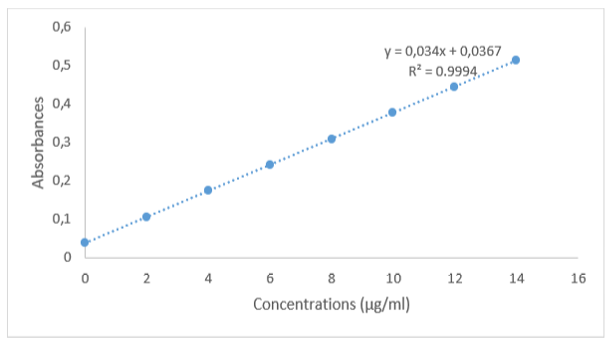 0,6
0,5
0,4
0,3
0,2
0,1
0
Absorbances
y = 0,034x + 0,0367
R² = 0.9994
0 2 4 6 8 10 12 14 16
Concentrations (µg/ml)